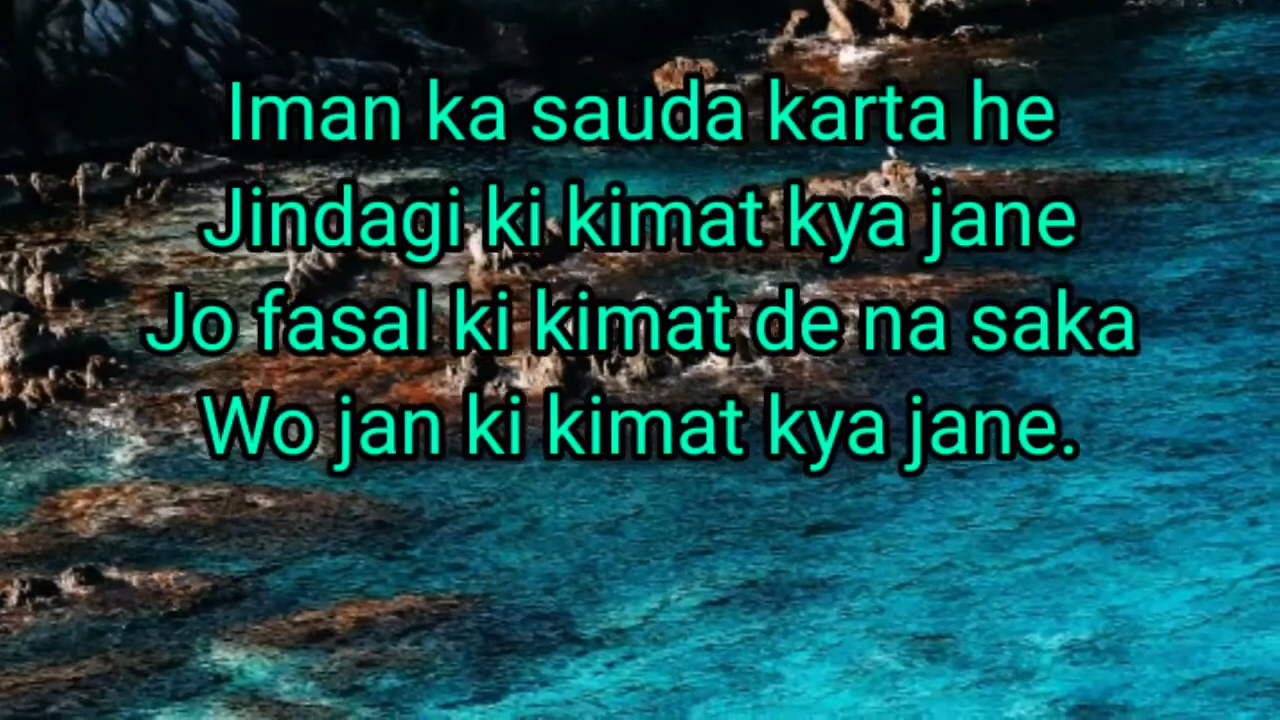 Iman ka sauda karta he
Jindagi ki kimat kya jane
Jo fasal ki kimat de na saka
Wo jan ki kimat kya jane.